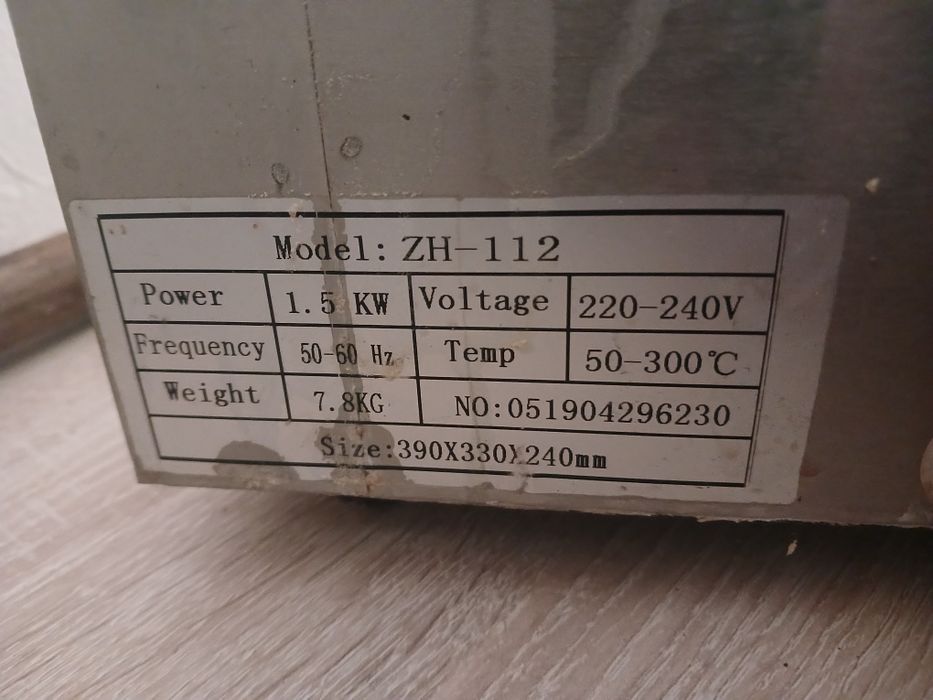 Model: ZH-112
Power 1.5 KW Voltage 220-240V
Frequency 50-60 Hz Temp 50-300℃
Weight 7.8KG NO:051904296230
Size:390X330X240mm